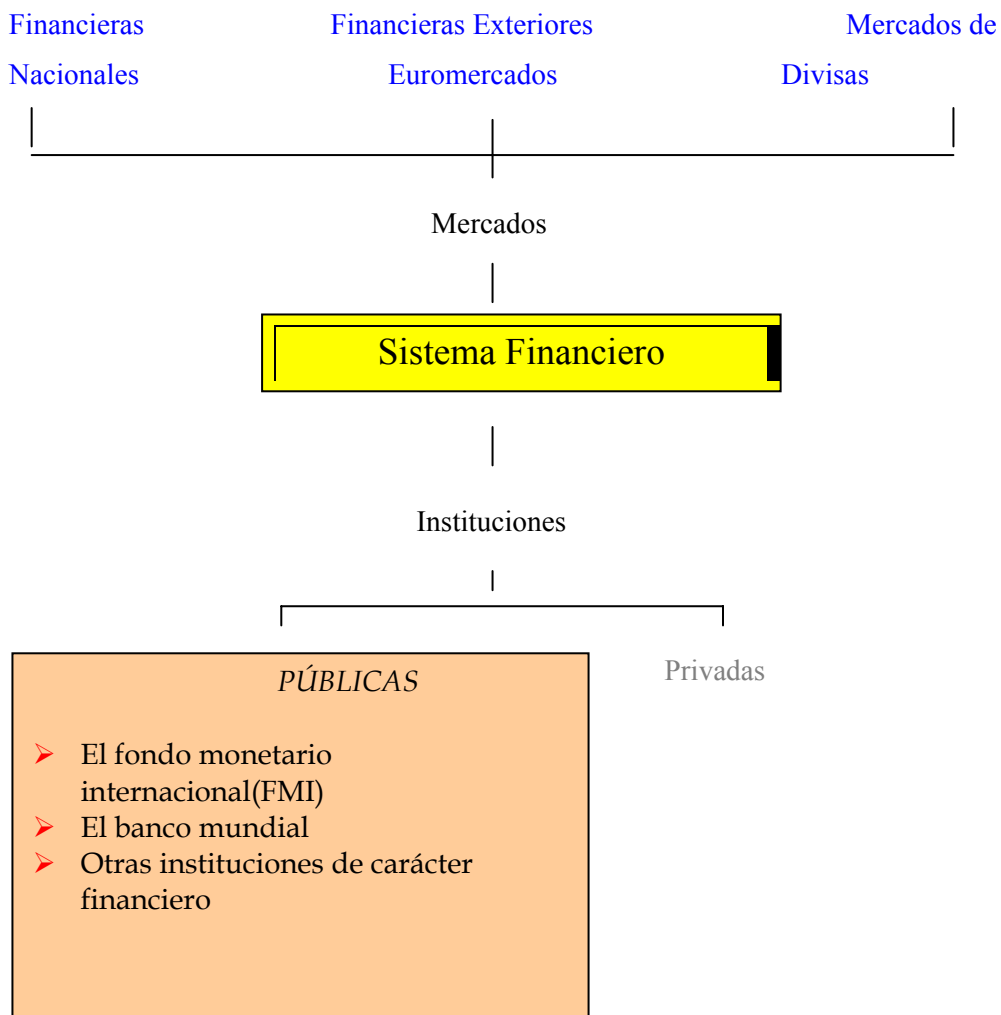 Financieras Financieras Exteriores Mercados de
Nacionales Euromercados Divisas
Mercados
Sistema Financiero
Instituciones
PÚBLICAS
Privadas
El fondo monetario
internacional(FMI)
El banco mundial
Otras instituciones de carácter
financiero